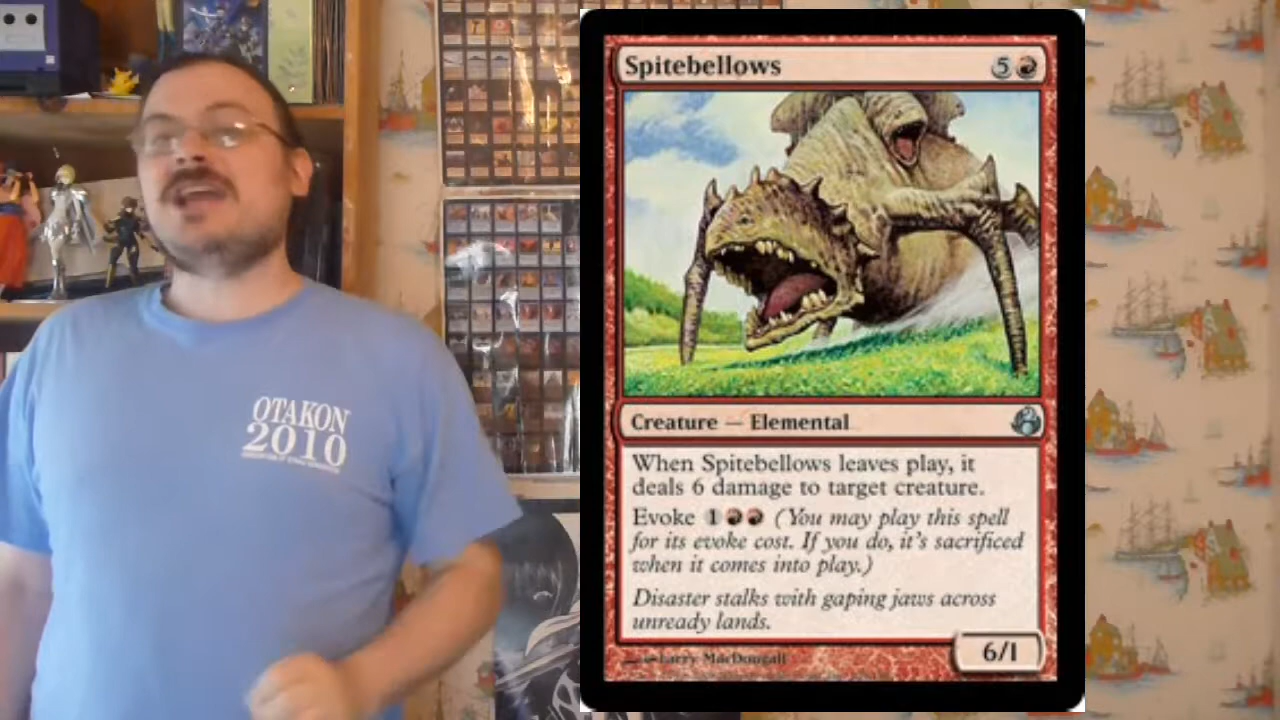 OTAKON
2010
Spitebellows 5
Creature — Elemental
When Spitebellows leaves play, it
deals 6 damage to target creature.
Evoke 1 (You may play this spell
for its evoke cost. If you do, it's sacrificed
when it comes into play.)
Disaster stalks with gaping jaws across
unready lands.
Larry MacDougall
6/1